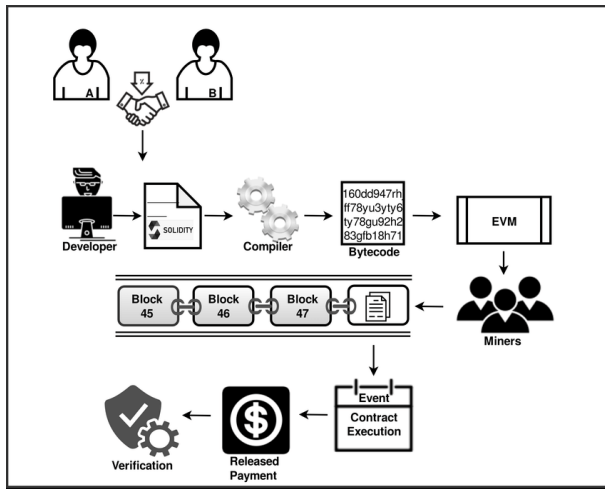 A
B
X
Developer
SOLIDITY
Compiler
160dd947rh
ff78yu3yty6
ty78gu92h2
83gfb18h71
Bytecode
EVM
Miners
Block
45
Block
46
Block
47
Event
Contract
Execution
$
Released
Payment
Verification